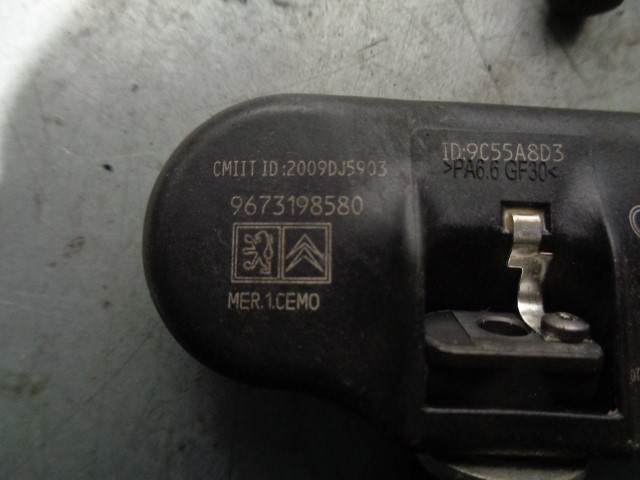 CMIIT ID:2009DJ5903
9673198580
MER.1.CEMO
ID:9C55A8D3
>PA6.6 GF30<